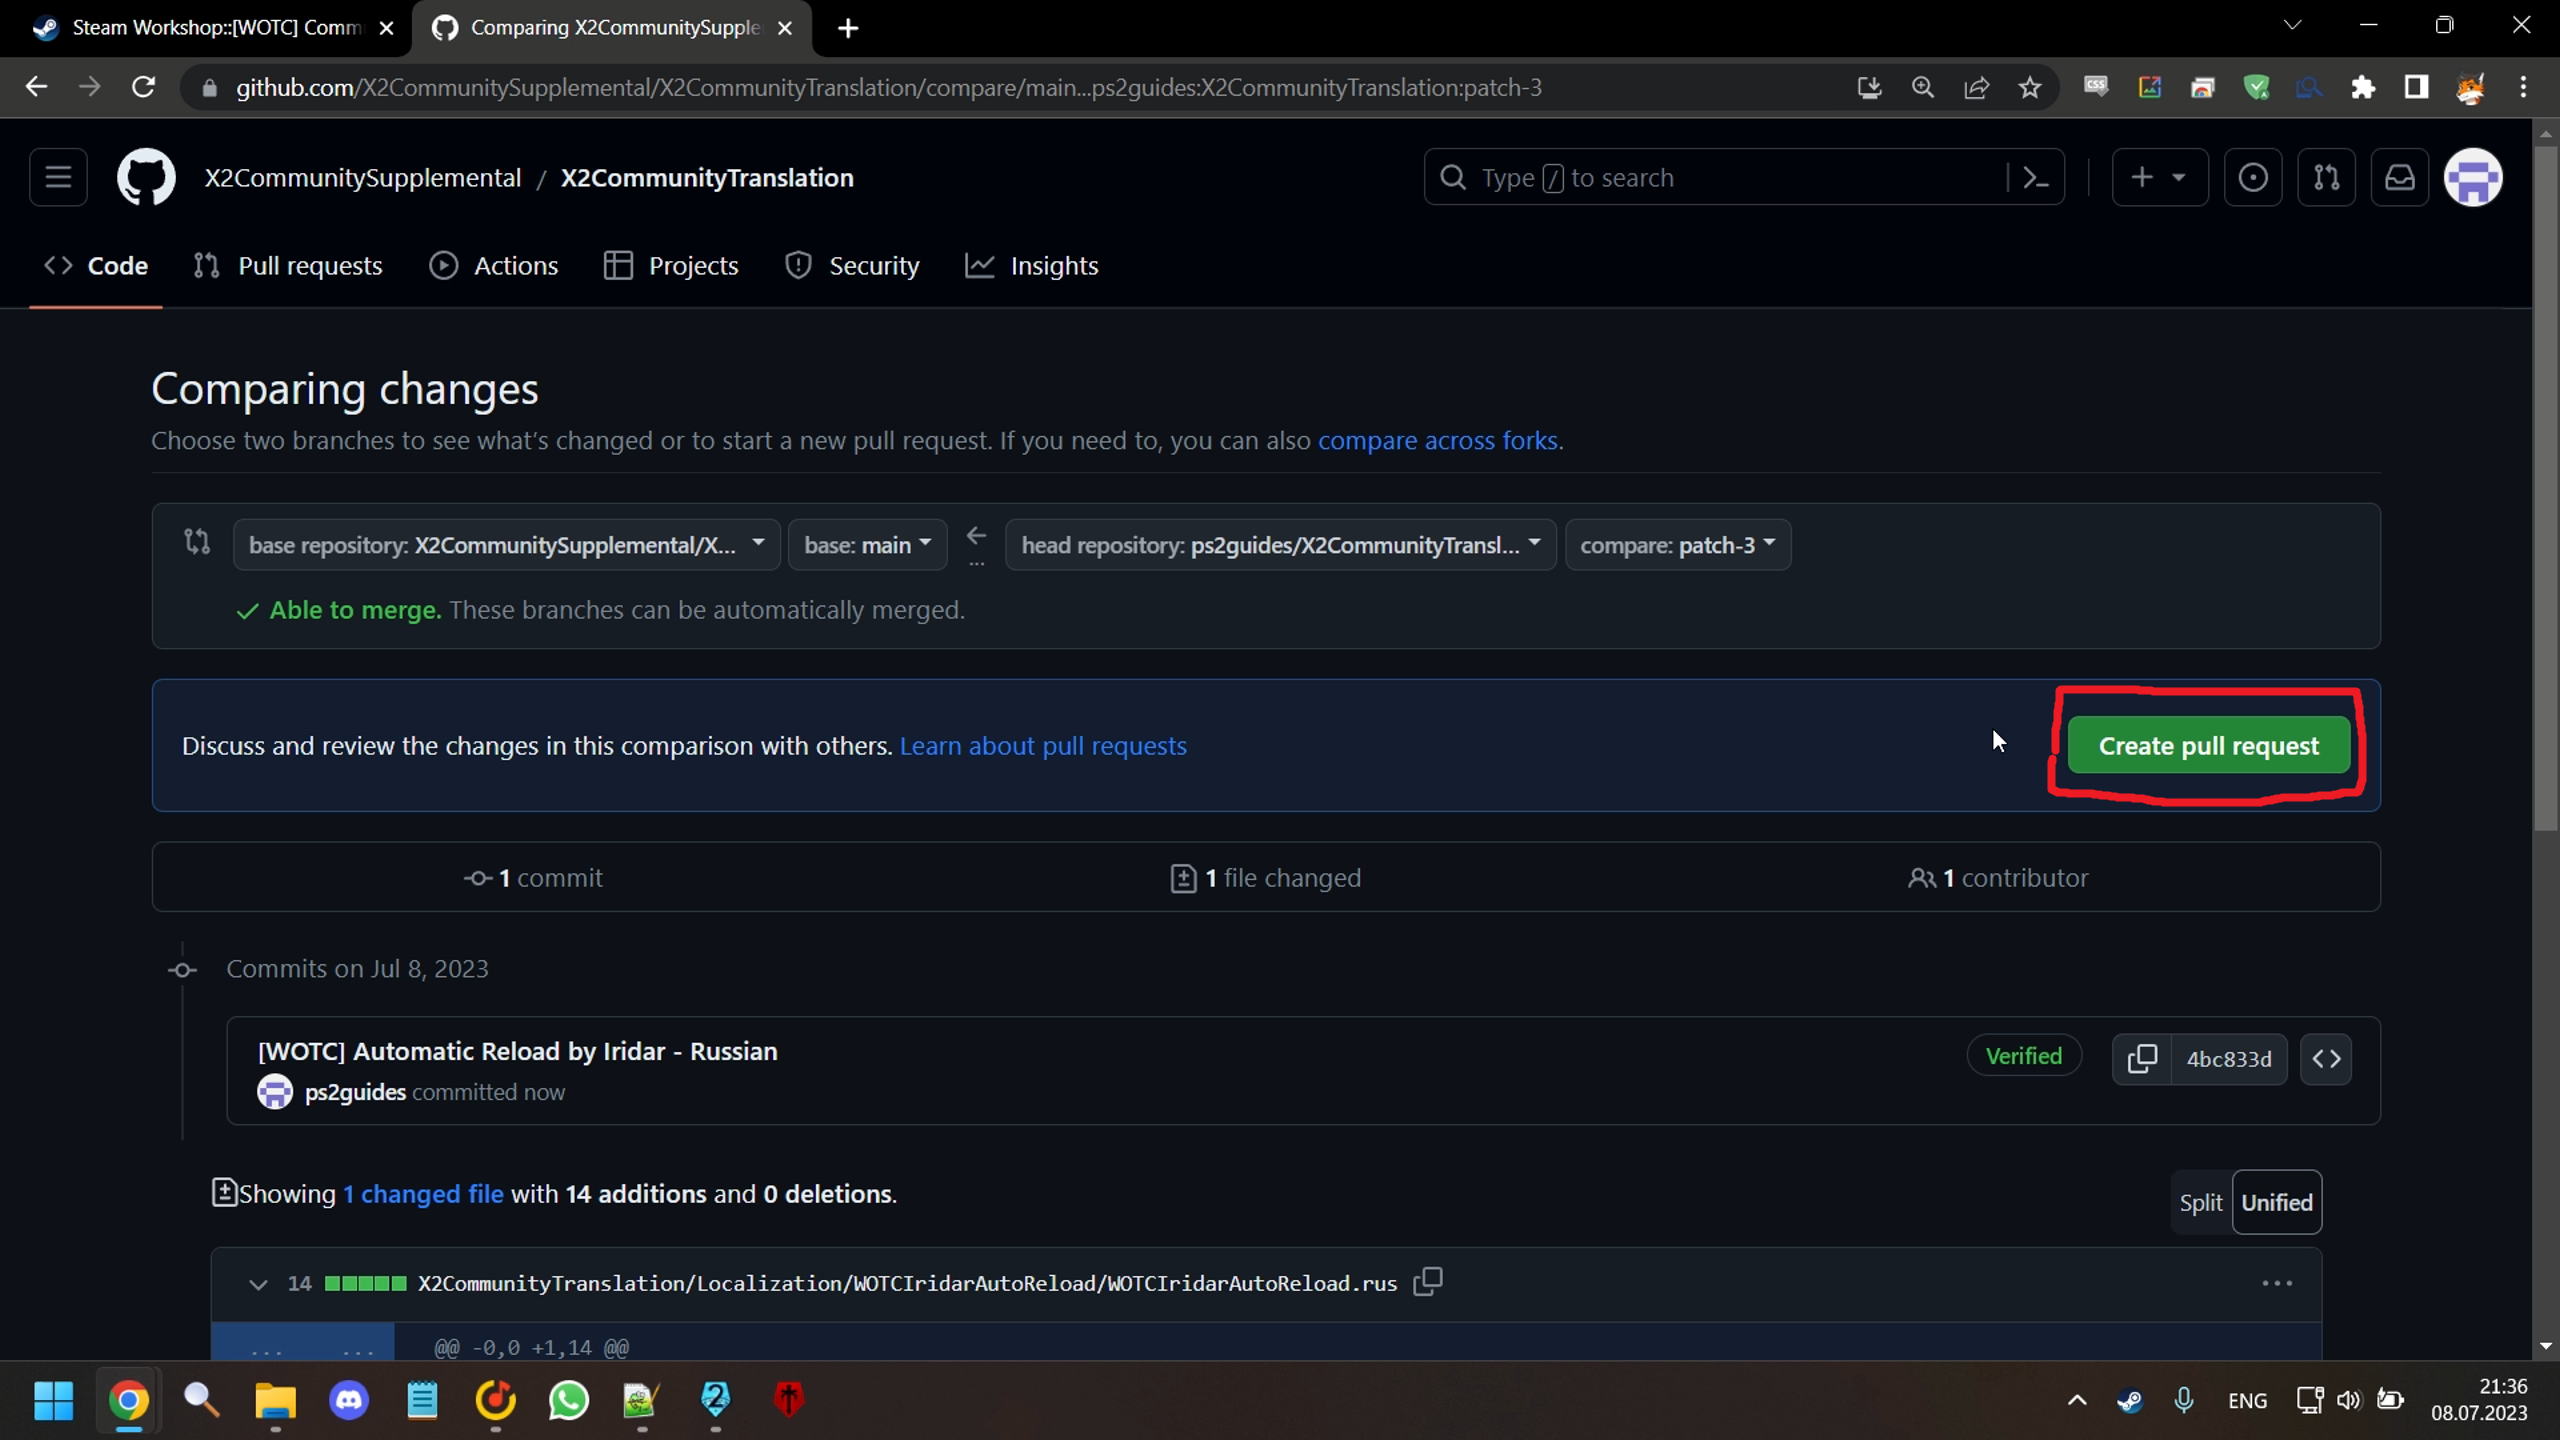 Steam Workshop::[WOTC] Comm
Comparing X2CommunitySupple
github.com/X2CommunitySupplemental/X2CommunityTranslation/compare/main...ps2guides:X2CommunityTranslation:patch-3
CSS
X2CommunitySupplemental / X2CommunityTranslation
Type / to search
Code
Pull requests
Actions
Projects
Security
Insights
Comparing changes
Choose two branches to see what's changed or to start a new pull request. If you need to, you can also compare across forks.
base repository: X2CommunitySupplemental/X... base: main ... head repository: ps2guides/X2CommunityTransl... compare: patch-3
Able to merge. These branches can be automatically merged.
Discuss and review the changes in this comparison with others. Learn about pull requests
Create pull request
1 commit
1 file changed
1 contributor
Commits on Jul 8, 2023
[WOTC] Automatic Reload by Iridar - Russian
ps2guides committed now
Verified
4bc833d
Showing 1 changed file with 14 additions and 0 deletions.
Split Unified
14 X2CommunityTranslation/Localization/WOTCIridarAutoReload/WOTCIridarAutoReload.rus
... ... @@ -0,0 +1,14 @@
2
ENG
21:36
08.07.2023